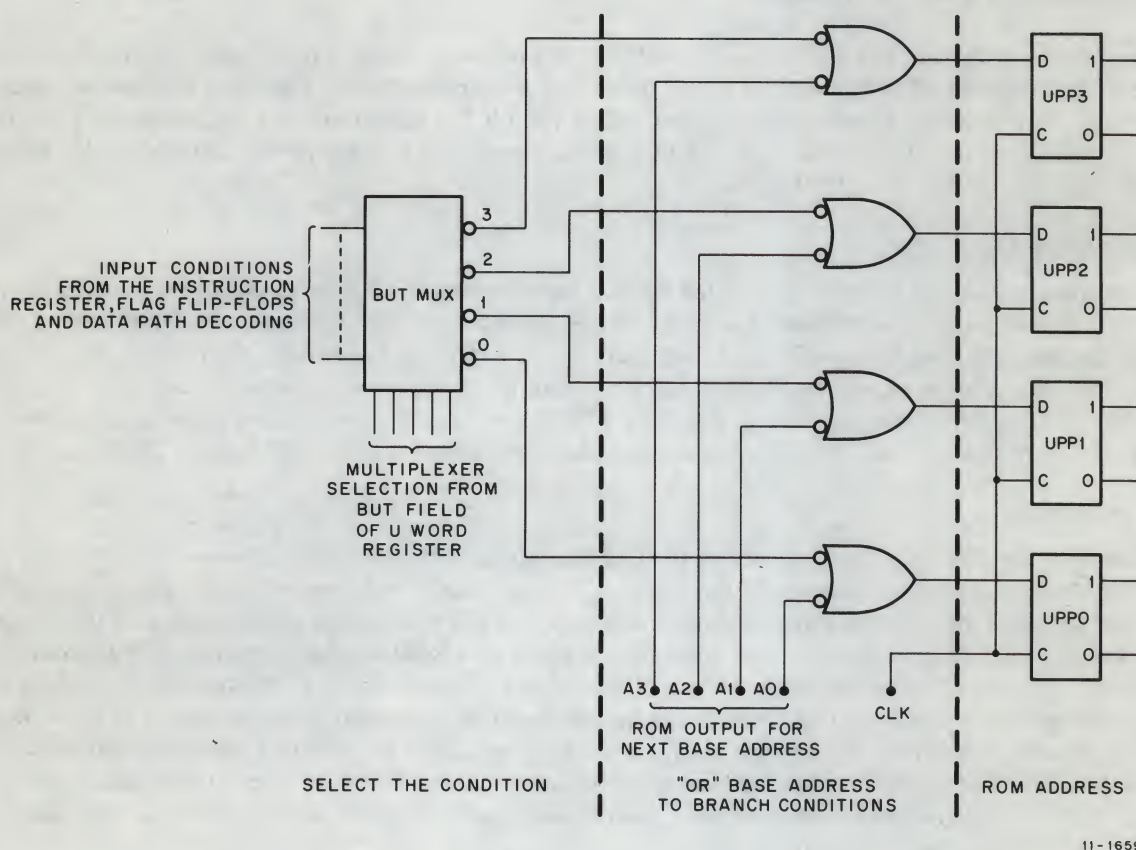 INPUT CONDITIONS
FROM THE INSTRUCTION
REGISTER,FLAG FLIP-FLOPS
AND DATA PATH DECODING
BUT MUX
3
2
1
0
MULTIPLEXER
SELECTION FROM
BUT FIELD
OF U WORD
REGISTER
A3 A2 A1 A0
ROM OUTPUT FOR
NEXT BASE ADDRESS
CLK
D 1
UPP3
C 0
D 1
UPP2
C 0
D 1
UPP1
C 0
D 1
UPP0
C 0
SELECT THE CONDITION
"OR" BASE ADDRESS
TO BRANCH CONDITIONS
ROM ADDRESS
11-1659